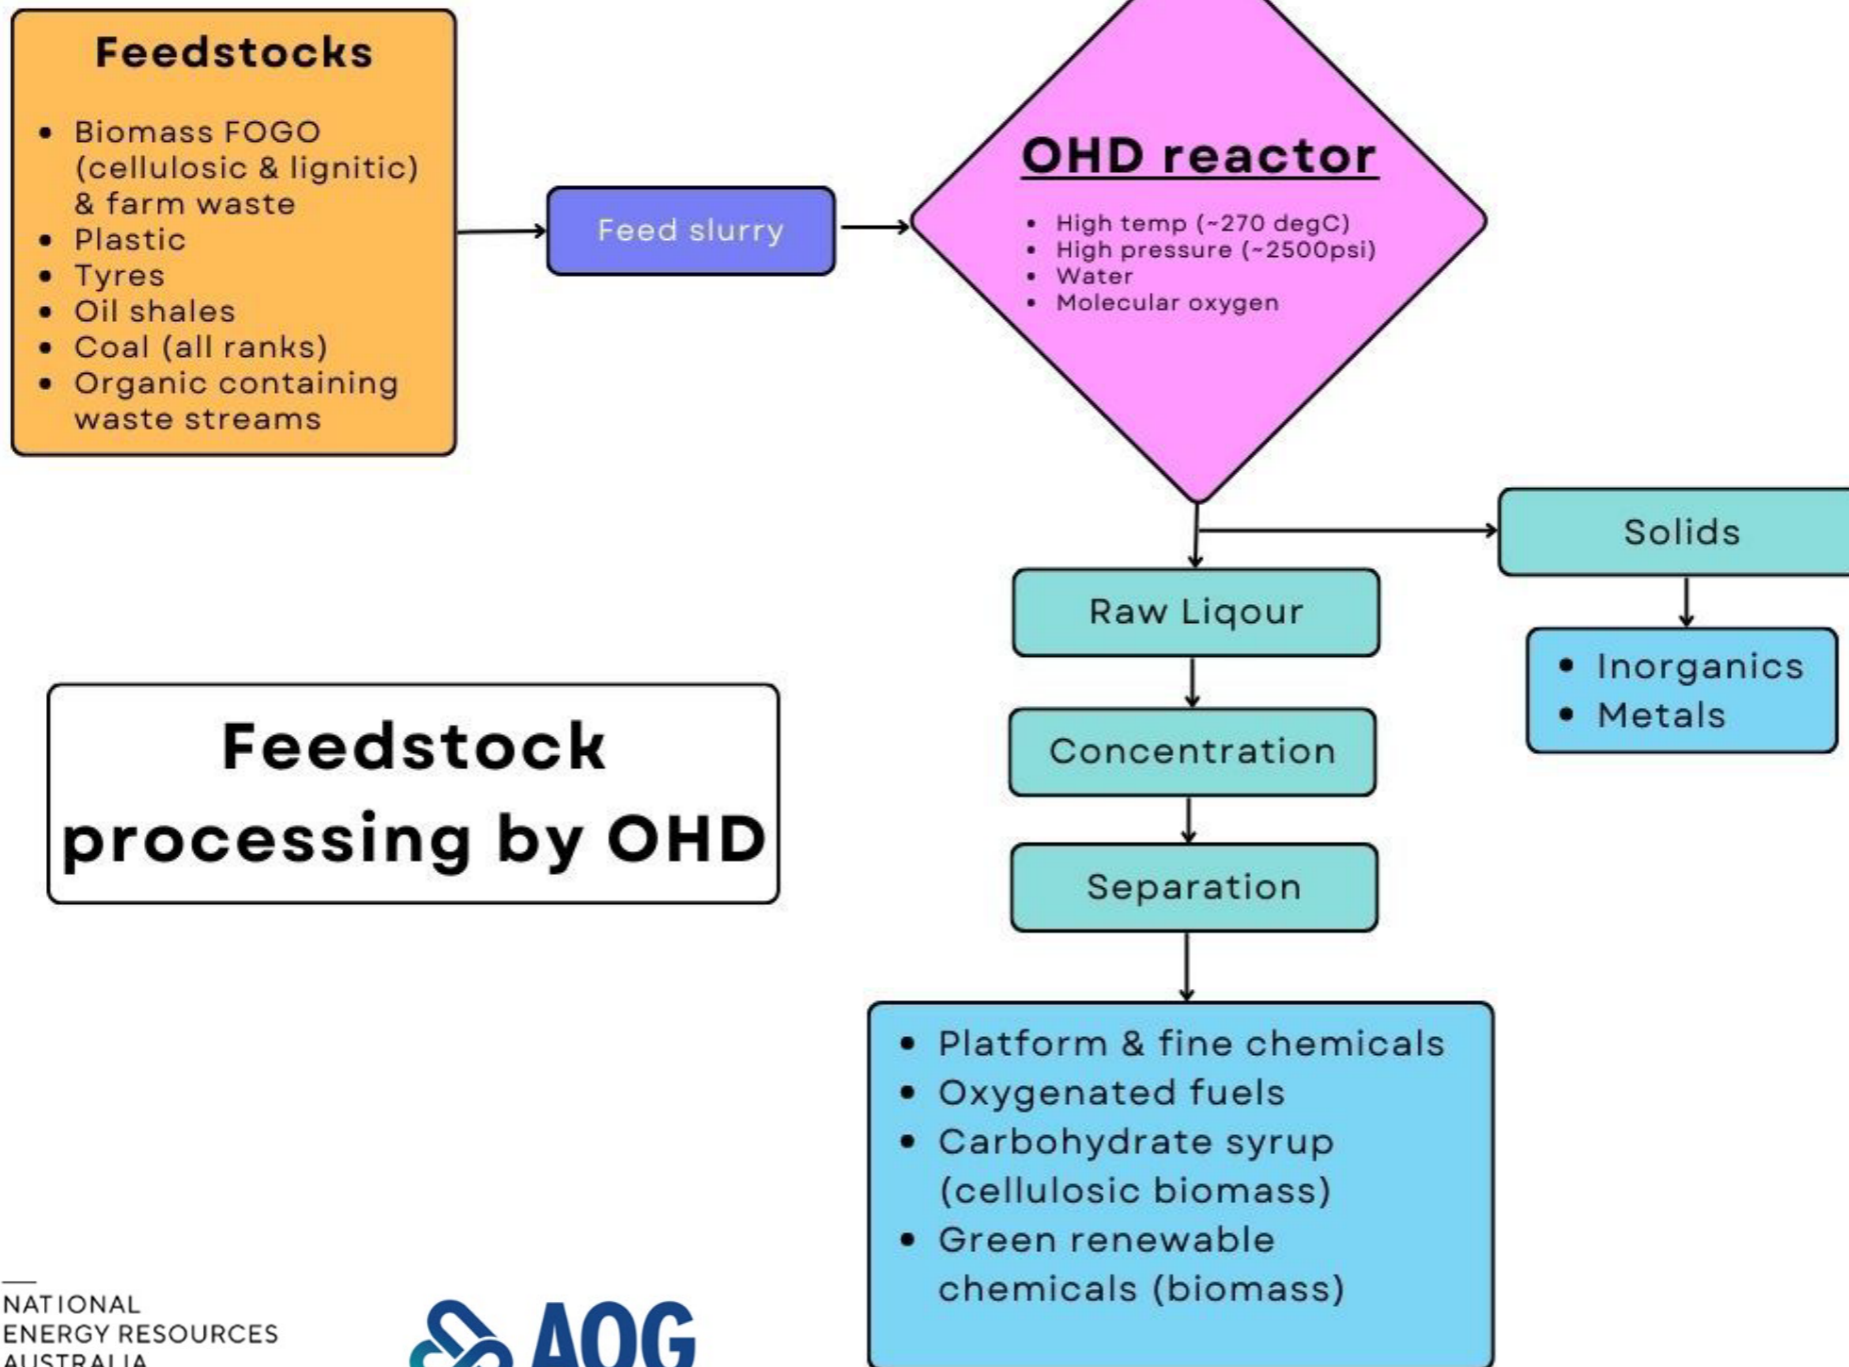 Feedstocks
• Biomass FOGO
(cellulosic & lignitic)
& farm waste
• Plastic
• Tyres
• Oil shales
• Coal (all ranks)
• Organic containing
waste streams
Feed slurry
OHD reactor
• High temp (~270 degC)
• High pressure (~2500psi)
• Water
• Molecular oxygen
Solids
• Inorganics
• Metals
Raw Liqour
Concentration
Separation
• Platform & fine chemicals
• Oxygenated fuels
• Carbohydrate syrup
(cellulosic biomass)
• Green renewable
chemicals (biomass)
Feedstock
processing by OHD
NATIONAL
ENERGY RESOURCES
AUSTRALIA
AOG